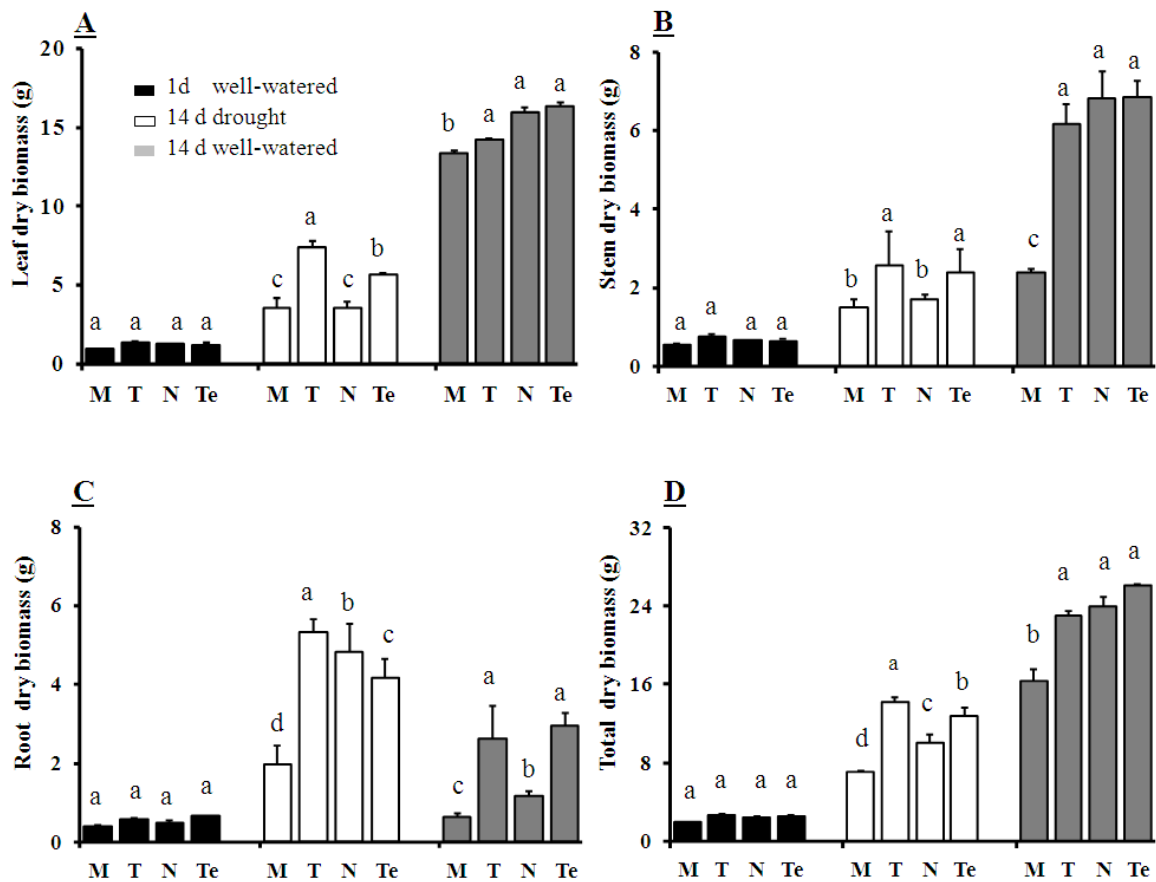 A
Leaf dry biomass (g)
20
15
10
5
0
1d well-watered
14 d drought
14 d well-watered
a a a a
c a c b
b a a a
M T N Te M T N Te M T N Te
B
Stem dry biomass (g)
8
6
4
2
0
a a a a
b a b a
c a a a
M T N Te M T N Te M T N Te
C
Root dry biomass (g)
8
6
4
2
0
a a a a
d a b c
c a b a
M T N Te M T N Te M T N Te
D
Total dry biomass (g)
32
24
16
8
0
a a a a
d a c b
b a a a
M T N Te M T N Te M T N Te